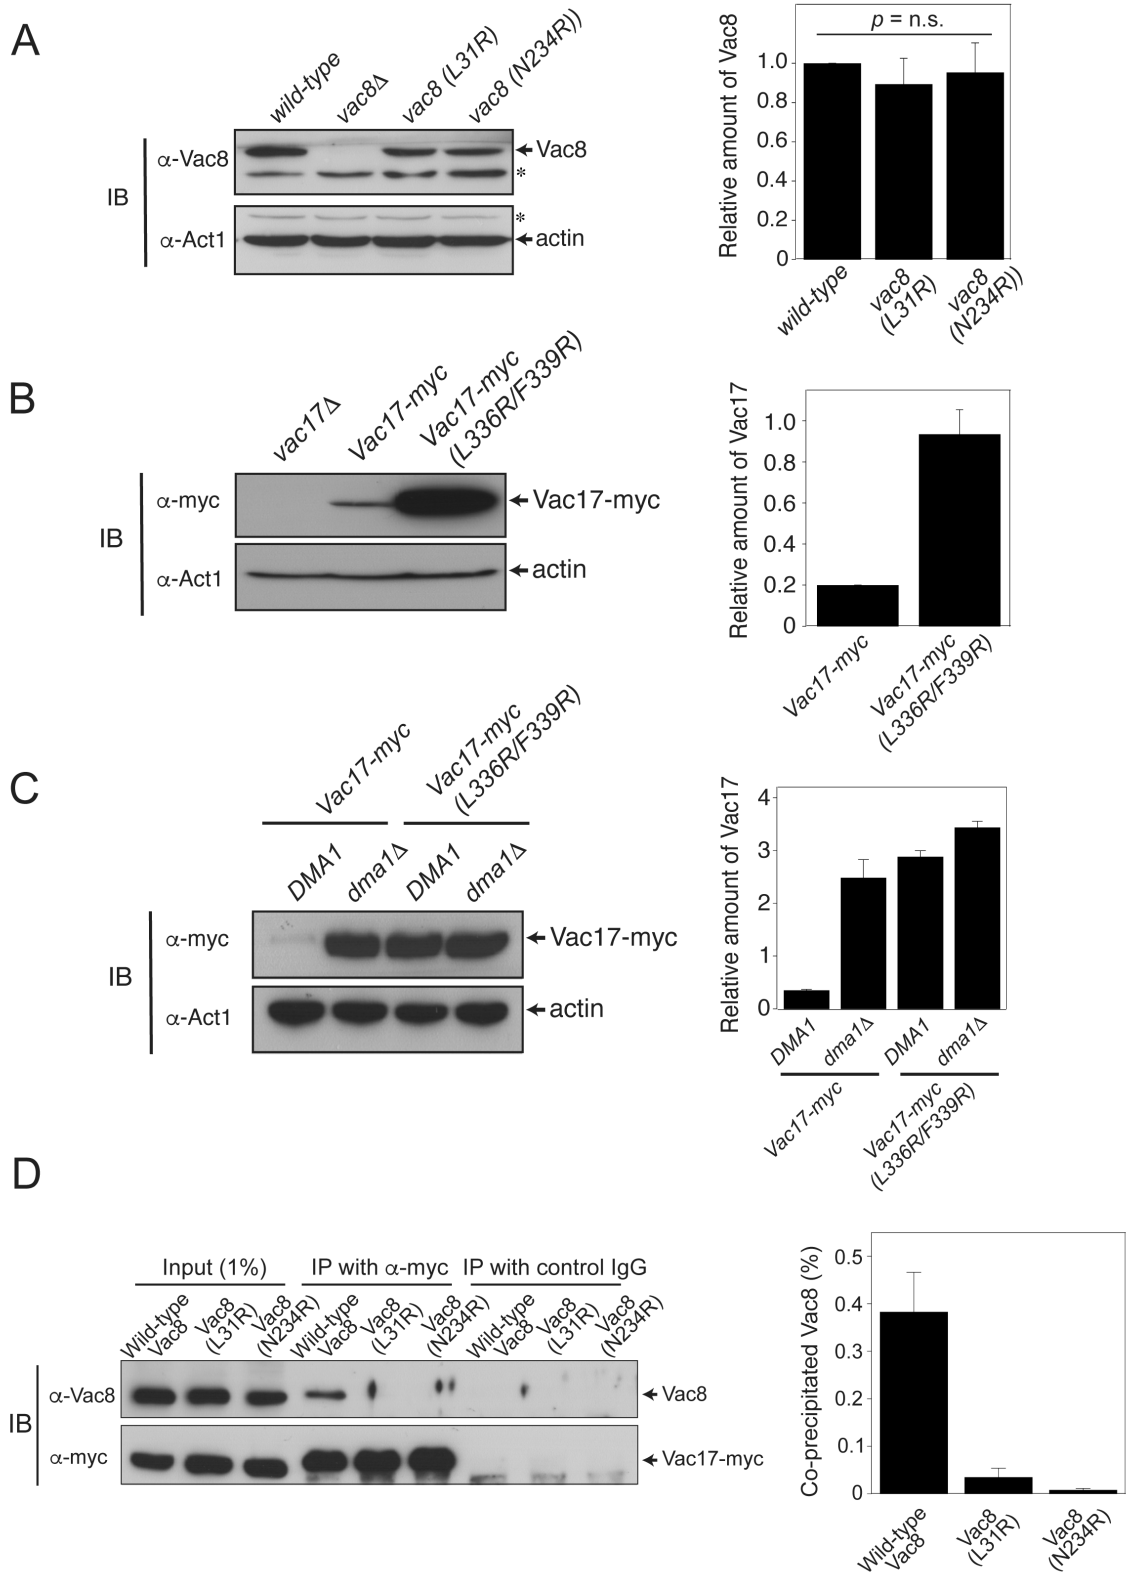 A
wild-type
vac8Δ
vac8 (L31R)
vac8 (N234R))
IB
α-Vac8
Vac8
*
α-Act1
*
actin
Relative amount of Vac8
p = n.s.
1.0
0.8
0.6
0.4
0.2
0
wild-type
vac8
(L31R)
vac8
(N234R))
B
vac17Δ
Vac17-myc
Vac17-myc
(L336R/F339R)
IB
α-myc
Vac17-myc
α-Act1
actin
Relative amount of Vac17
1.0
0.8
0.6
0.4
0.2
0
Vac17-myc
Vac17-myc
(L336R/F339R)
C
Vac17-myc
Vac17-myc
(L336R/F339R)
DMA1
dma1Δ
DMA1
dma1Δ
IB
α-myc
Vac17-myc
α-Act1
actin
Relative amount of Vac17
4
3
2
1
0
DMA1
dma1Δ
DMA1
dma1Δ
Vac17-myc
Vac17-myc
(L336R/F339R)
D
Input (1%)
IP with α-myc
IP with control IgG
Wild-type
Vac8
Vac8
(L31R)
Vac8
(N234R)
Wild-type
Vac8
Vac8
(L31R)
Vac8
(N234R)
Wild-type
Vac8
Vac8
(L31R)
Vac8
(N234R)
IB
α-Vac8
Vac8
α-myc
Vac17-myc
Co-precipitated Vac8 (%)
0.5
0.4
0.3
0.2
0.1
0
Wild-type
Vac8
Vac8
(L31R)
Vac8
(N234R)